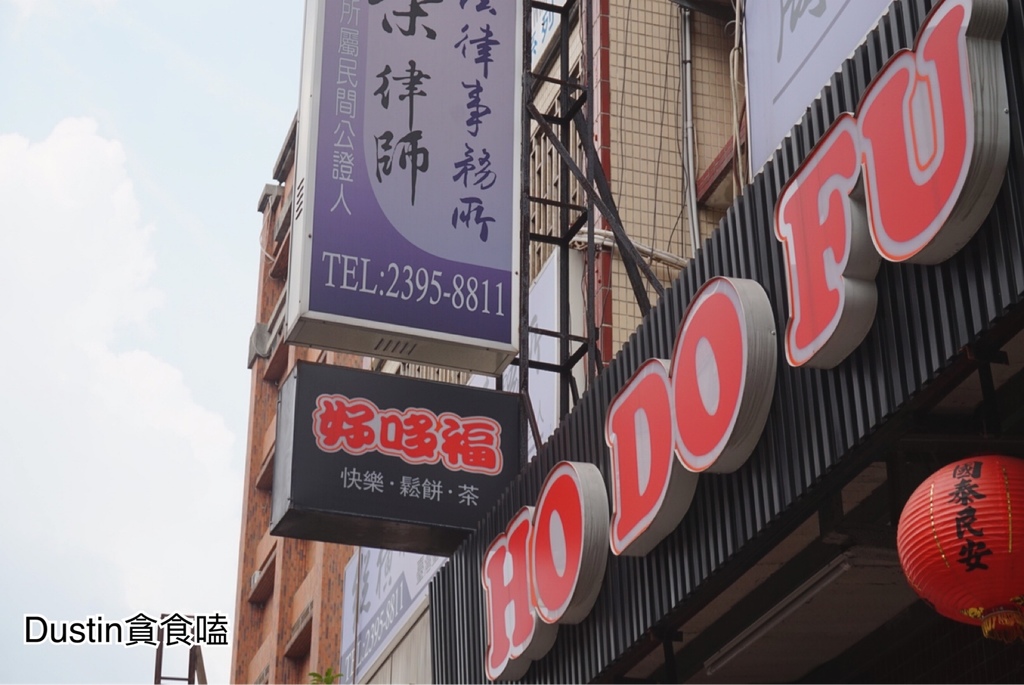 所屬民間公證人
律師
律事務所
TEL:2395-8811
好哆福
快樂·鬆餅·茶
HO DO FU
國泰民安
Dustin貪食嗑